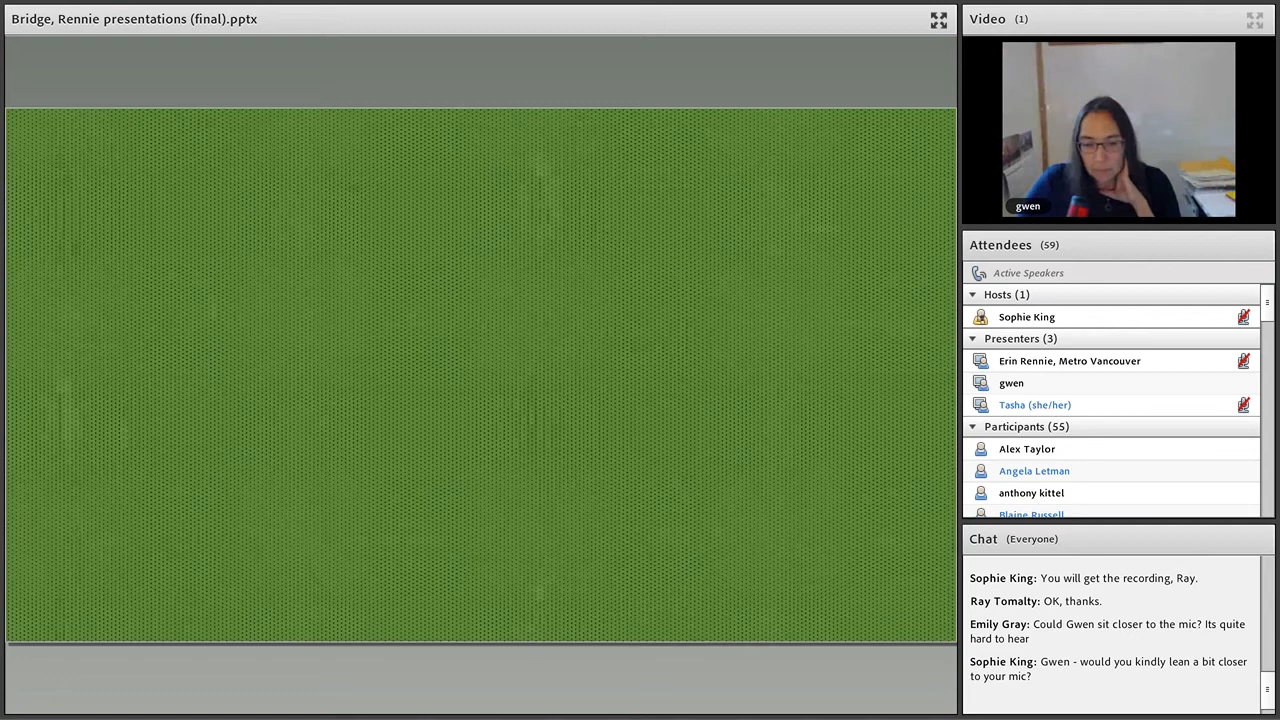 Bridge, Rennie presentations (final).pptx
Video (1)
gwen
Attendees (59)
Active Speakers
Hosts (1)
Sophie King
Presenters (3)
Erin Rennie, Metro Vancouver
gwen
Tasha (she/her)
Participants (55)
Alex Taylor
Angela Letman
anthony kittel
Blaine Russell
Chat (Everyone)
Sophie King: You will get the recording, Ray.
Ray Tomalty: OK, thanks.
Emily Gray: Could Gwen sit closer to the mic? Its quite
hard to hear
Sophie King: Gwen - would you kindly lean a bit closer
to your mic?